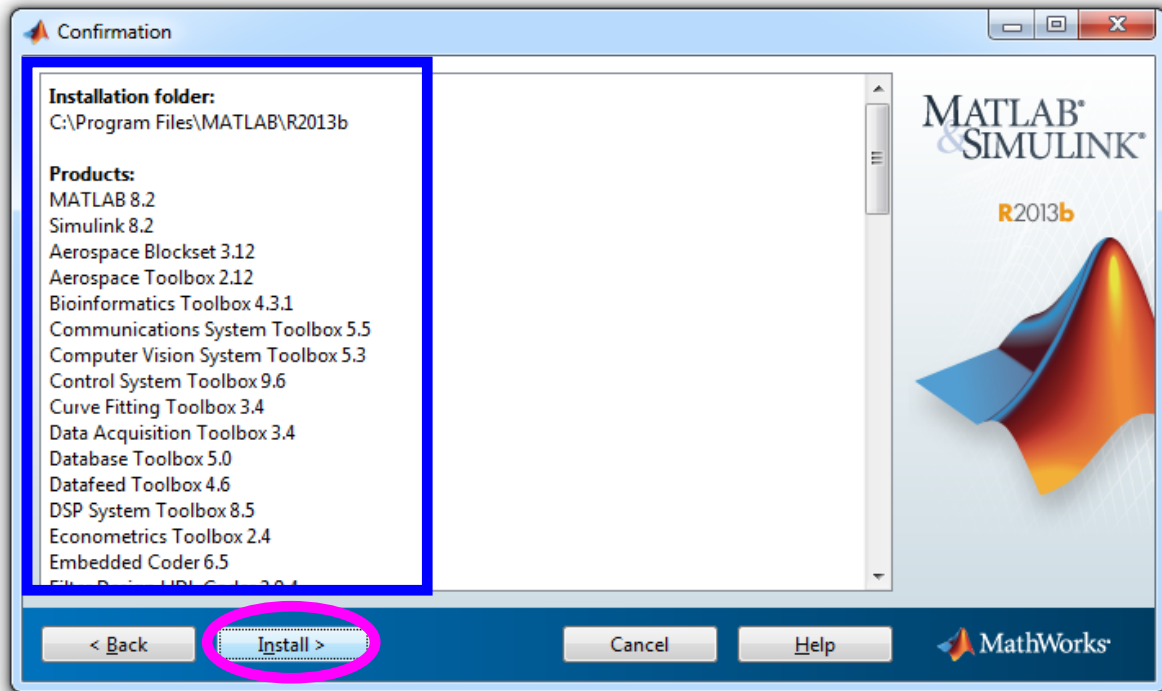 Confirmation
Installation folder:
C:\Program Files\MATLAB\R2013b
Products:
MATLAB 8.2
Simulink 8.2
Aerospace Blockset 3.12
Aerospace Toolbox 2.12
Bioinformatics Toolbox 4.3.1
Communications System Toolbox 5.5
Computer Vision System Toolbox 5.3
Control System Toolbox 9.6
Curve Fitting Toolbox 3.4
Data Acquisition Toolbox 3.4
Database Toolbox 5.0
Datafeed Toolbox 4.6
DSP System Toolbox 8.5
Econometrics Toolbox 2.4
Embedded Coder 6.5
MATLAB®
&SIMULINK®
R2013b
< Back
Install >
Cancel
Help
MathWorks®